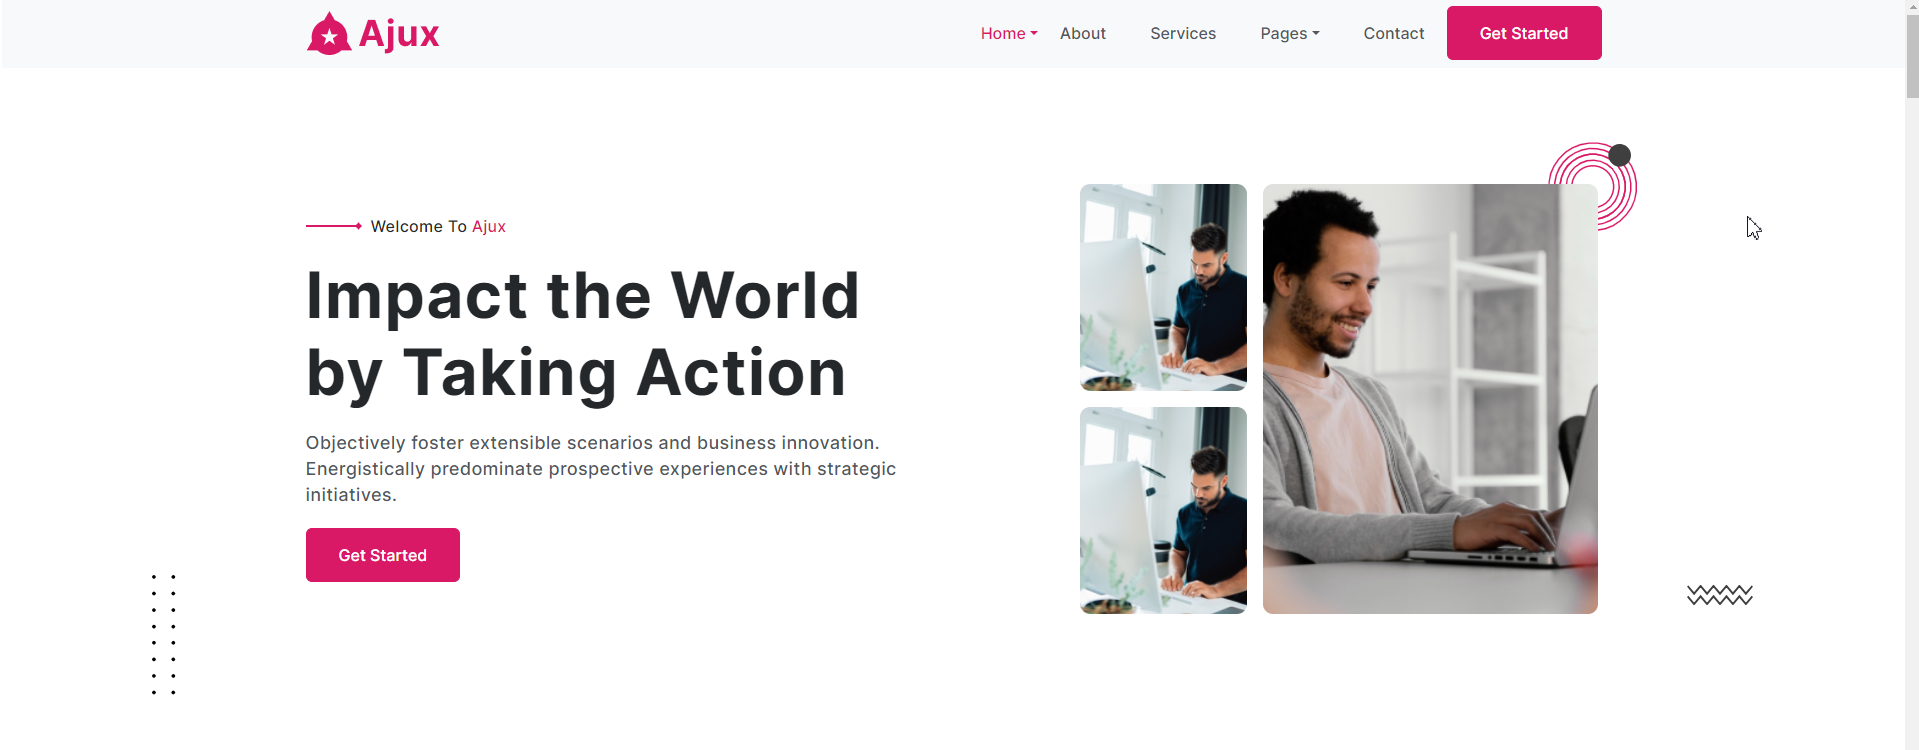 Ajux
Home About Services Pages Contact Get Started
Welcome To Ajux
Impact the World
by Taking Action
Objectively foster extensible scenarios and business innovation.
Energistically predominate prospective experiences with strategic
initiatives.
Get Started